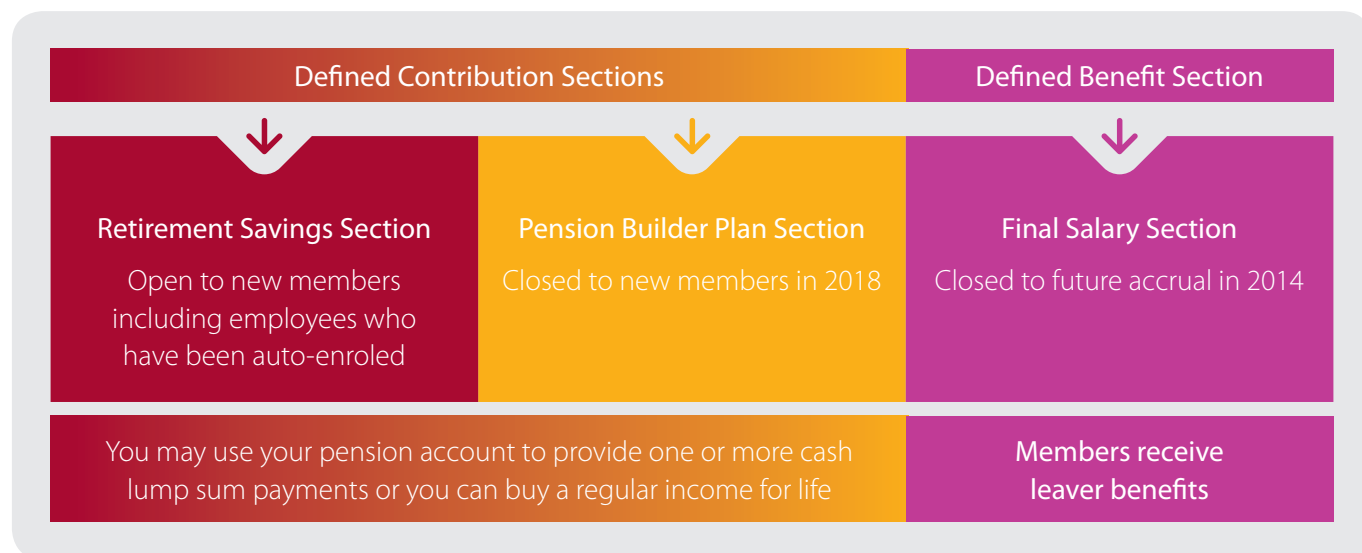 Defined Contribution Sections
Defined Benefit Section
Retirement Savings Section
Open to new members
including employees who
have been auto-enroled
Pension Builder Plan Section
Closed to new members in 2018
Final Salary Section
Closed to future accrual in 2014
You may use your pension account to provide one or more cash
lump sum payments or you can buy a regular income for life
Members receive
leaver benefits